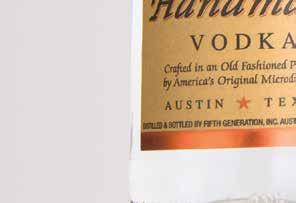 Handma
VODKA
Crafted in an Old Fashioned P
by America's Original Microdi
AUSTIN ★ TEX
DISTILLED & BOTTLED BY FIFTH GENERATION, INC. AUST